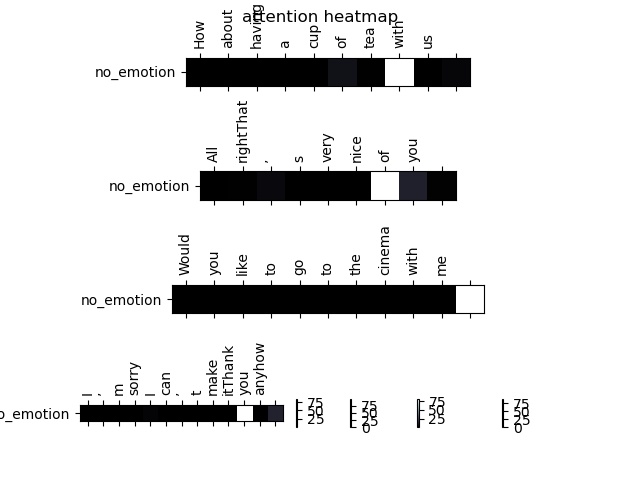 attention heatmap
How about having a cup of tea with us
no_emotion
All rightThat , s very nice of you
no_emotion
Would you like to go to the cinema with me
no_emotion
I , m sorry I can , t make itThank you anyhow
o_emotion
75 75 75 75
50 50 50 50
25 25 25 25
0 0